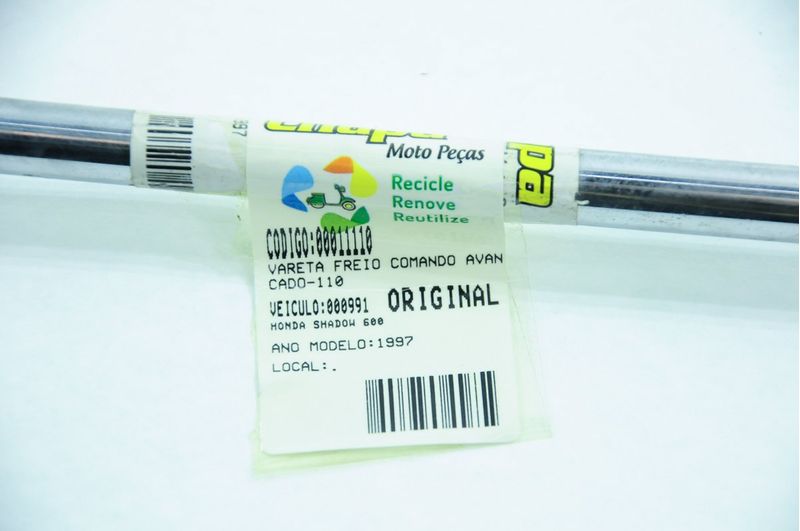 Moto Peças
pa
Recicle
Renove
Reutilize
CODIGO:00011110
VARETA FREIO COMANDO AVAN
CADO-110
VEICULO:000991 ORIGINAL
HONDA SHADOW 600
ANO MODELO:1997
LOCAL:.